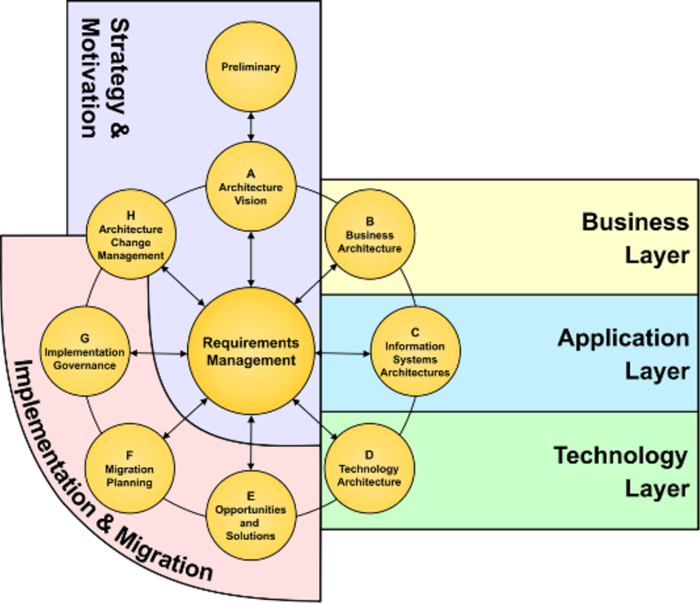 Strategy &
Motivation
Preliminary
A
Architecture
Vision
H
Architecture
Change
Management
B
Business
Architecture
Business
Layer
Requirements
Management
G
Implementation
Governance
C
Information
Systems
Architectures
Application
Layer
F
Migration
Planning
E
Opportunities
and
Solutions
D
Technology
Architecture
Technology
Layer
Implementation & Migration